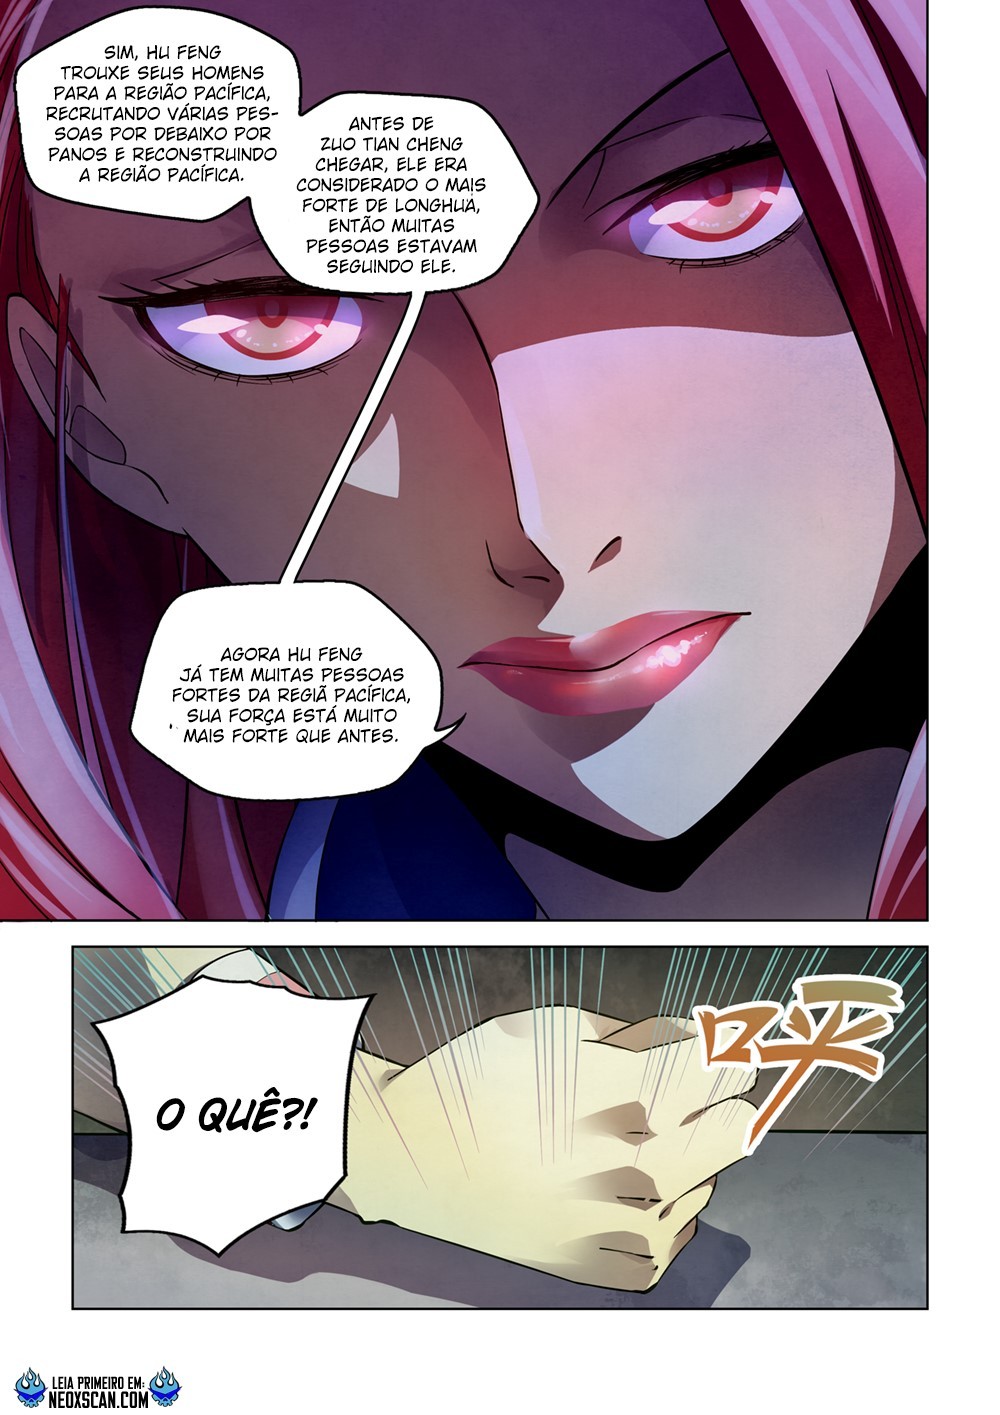 SIM, HU FENG
TROUXE SEUS HOMENS
PARA A REGIÃO PACÍFICA,
RECRUTANDO VÁRIAS PES-
SOAS POR DEBAIXO POR
PANOS E RECONSTRUINDO
A REGIÃO PACÍFICA.
ANTES DE
ZUO TIAN CHENG
CHEGAR, ELE ERA
CONSIDERADO O MAIS
FORTE DE LONGHUA,
ENTÃO MUITAS
PESSOAS ESTAVAM
SEGUINDO ELE.
AGORA HU FENG
JÁ TEM MUITAS PESSOAS
FORTES DA REGIÃ PACÍFICA,
SUA FORÇA ESTÁ MUITO
MAIS FORTE QUE ANTES.
O QUÊ?!
呼
LEIA PRIMEIRO EM:
NEOXSCAN.COM